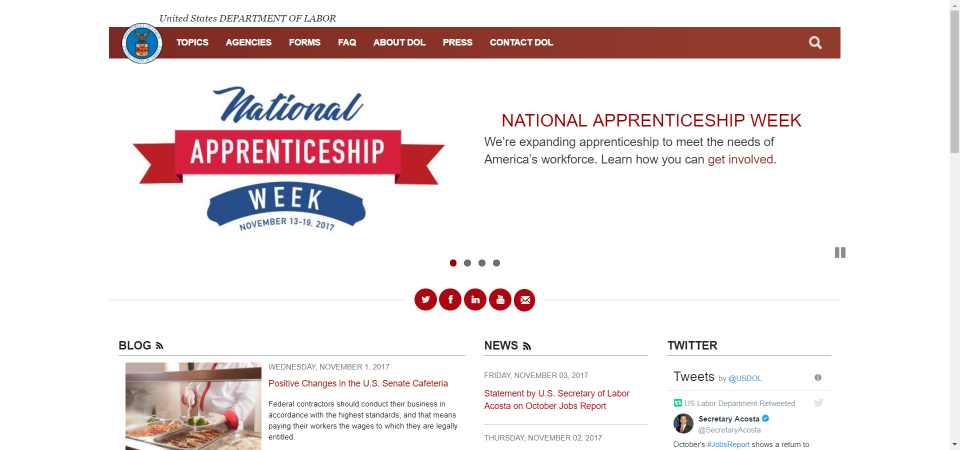 United States DEPARTMENT OF LABOR
TOPICS AGENCIES FORMS FAQ ABOUT DOL PRESS CONTACT DOL
National
APPRENTICESHIP
WEEK
NOVEMBER 13-19, 2017
NATIONAL APPRENTICESHIP WEEK
We're expanding apprenticeship to meet the needs of
America's workforce. Learn how you can get involved.
BLOG
WEDNESDAY, NOVEMBER 1, 2017
Positive Changes in the U.S. Senate Cafeteria
Federal contractors should conduct their business in
accordance with the highest standards, and that means
paying their workers the wages to which they are legally
entitled.
NEWS
FRIDAY, NOVEMBER 03, 2017
Statement by U.S. Secretary of Labor
Acosta on October Jobs Report
THURSDAY, NOVEMBER 02, 2017
TWITTER
Tweets by @USDOL
US Labor Department Retweeted
Secretary Acosta
@SecretaryAcosta
October's #JobsReport shows a return to